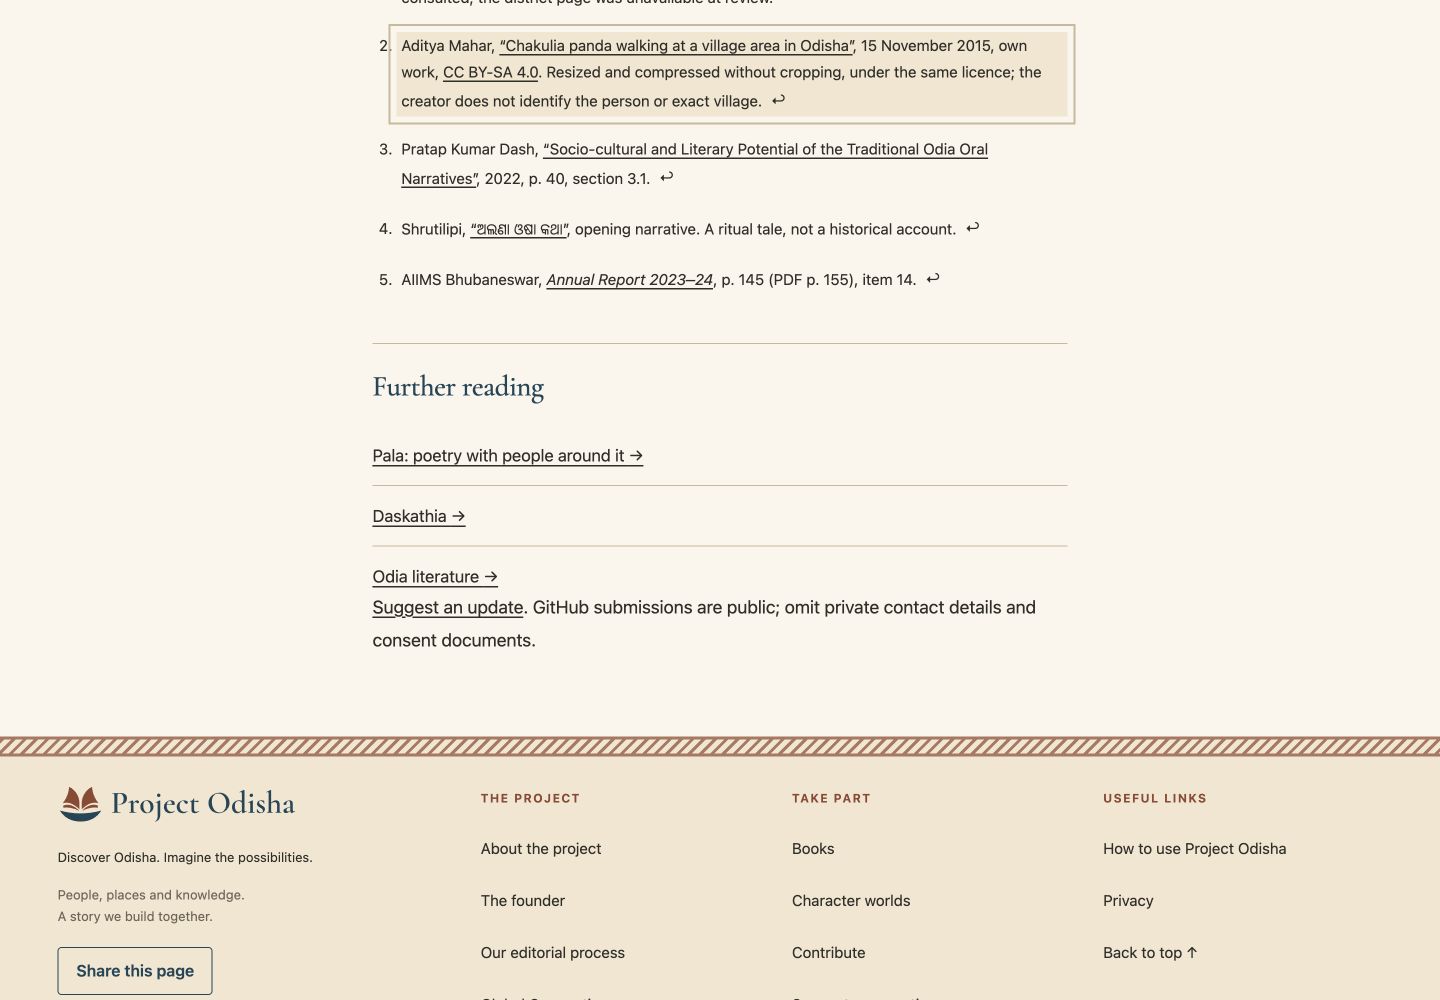 2. Aditya Mahar, “Chakulia panda walking at a village area in Odisha”, 15 November 2015, own
work, CC BY-SA 4.0. Resized and compressed without cropping, under the same licence; the
creator does not identify the person or exact village. ↩
3. Pratap Kumar Dash, “Socio-cultural and Literary Potential of the Traditional Odia Oral
Narratives”, 2022, p. 40, section 3.1. ↩
4. Shrutilipi, “ଅଲଣା ଓଷା କଥା”, opening narrative. A ritual tale, not a historical account. ↩
5. AIIMS Bhubaneswar, Annual Report 2023–24, p. 145 (PDF p. 155), item 14. ↩
Further reading
Pala: poetry with people around it →
Daskathia →
Odia literature →
Suggest an update. GitHub submissions are public; omit private contact details and
consent documents.
Project Odisha
Discover Odisha. Imagine the possibilities.
People, places and knowledge.
A story we build together.
Share this page
THE PROJECT
About the project
The founder
Our editorial process
TAKE PART
Books
Character worlds
Contribute
USEFUL LINKS
How to use Project Odisha
Privacy
Back to top ↑